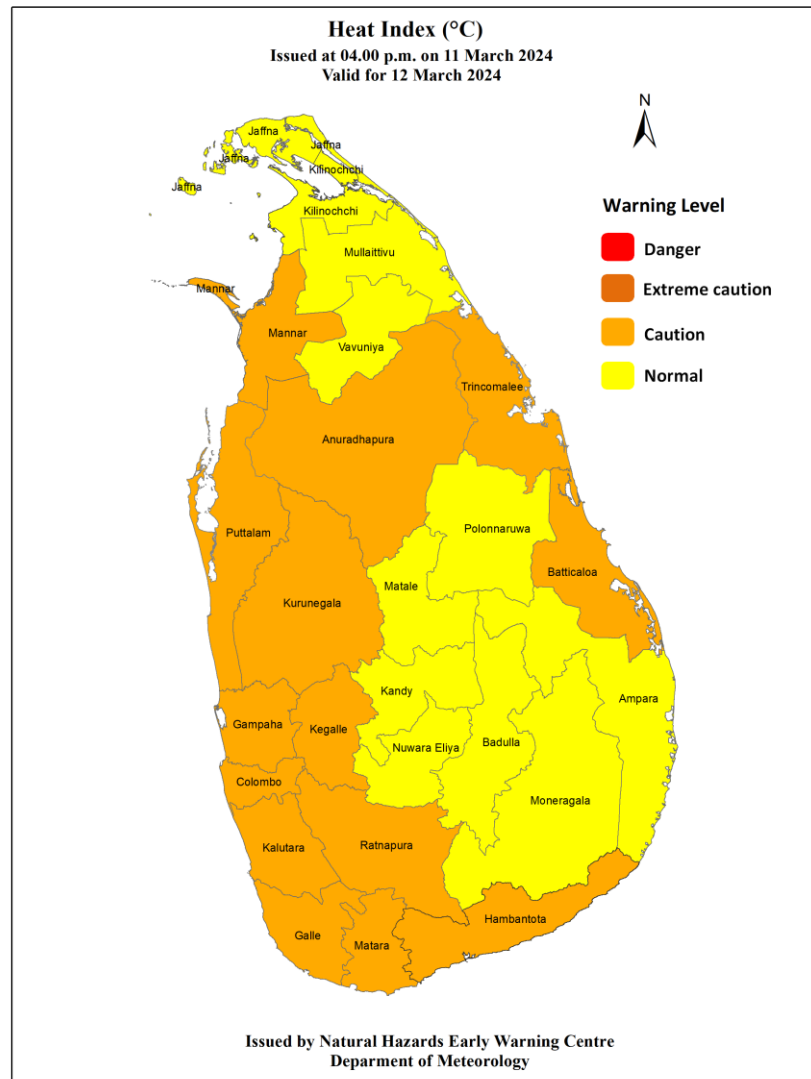 Heat Index (°C)
Issued at 04.00 p.m. on 11 March 2024
Valid for 12 March 2024
N
Warning Level
Danger
Extreme caution
Caution
Normal
Jaffna
Jaffna
Jaffna
Kilinochchi
Jaffna
Kilinochchi
Mullaittivu
Mannar
Mannar
Vavuniya
Trincomalee
Anuradhapura
Polonnaruwa
Puttalam
Batticaloa
Matale
Kurunegala
Kandy
Ampara
Gampaha
Kegalle
Nuwara Eliya
Badulla
Colombo
Moneragala
Kalutara
Ratnapura
Hambantota
Galle
Matara
Issued by Natural Hazards Early Warning Centre
Deparment of Meteorology